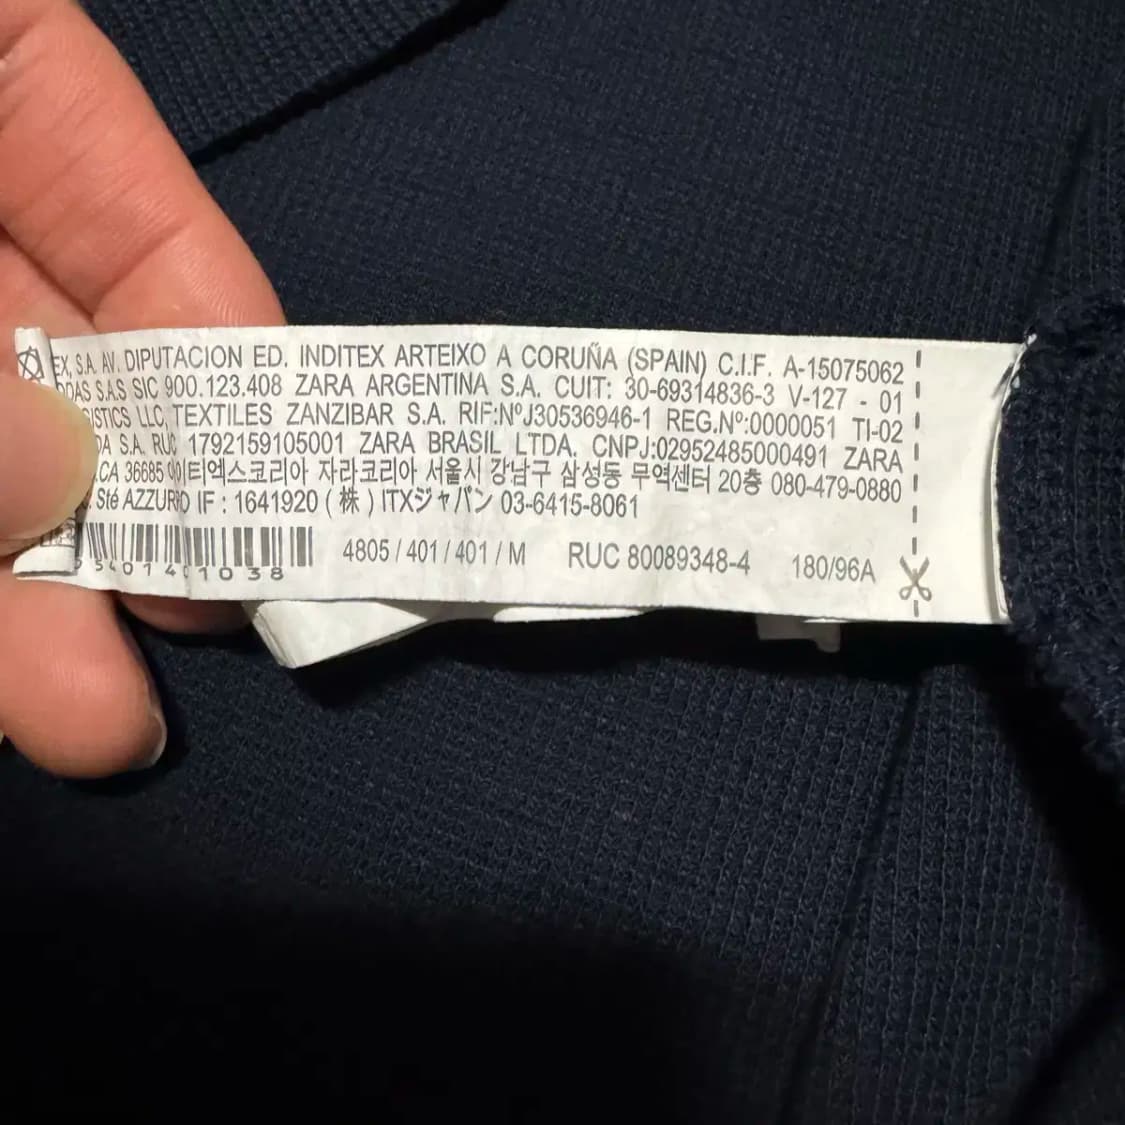 EX, S.A. AV. DIPUTACION ED. INDITEX ARTEIXO A CORUÑA (SPAIN) C.I.F. A-15075062
DAS S.A.S SIC 900.123.408 ZARA ARGENTINA S.A. CUIT: 30-69314836-3 V-127 - 01
GISTICS LLC, TEXTILES ZANZIBAR S.A. RIF:Nº J30536946-1 REG.Nº:0000051 TI-02
DA S.A. RUC 1792159105001 ZARA BRASIL LTDA. CNPJ:02952485000491 ZARA
.CA 36685 아이티엑스코리아 자라코리아 서울시 강남구 삼성동 무역센터 20층 080-479-0880
. Sté AZZURRO IF : 1641920 ( 株 ) ITXジャパン 03-6415-8061
4805 / 401 / 401 / M RUC 80089348-4 180/96A
5401401038